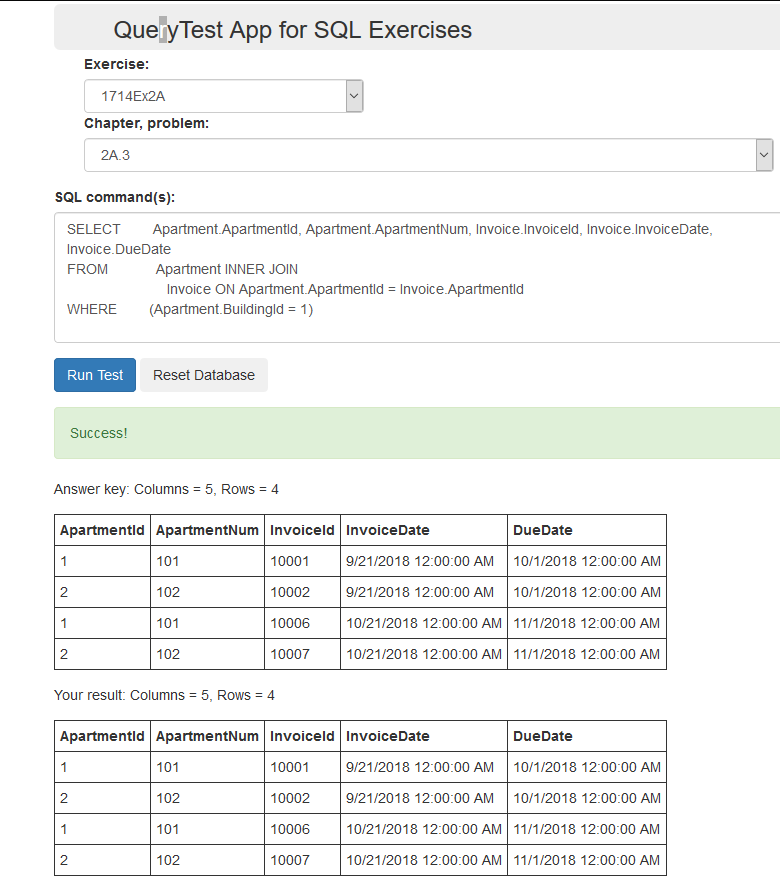 QueryTest App for SQL Exercises
Exercise:
1714Ex2A
Chapter, problem:
2A.3
SQL command(s):
SELECT Apartment.ApartmentId, Apartment.ApartmentNum, Invoice.InvoiceId, Invoice.InvoiceDate,
Invoice.DueDate
FROM Apartment INNER JOIN
Invoice ON Apartment.ApartmentId = Invoice.ApartmentId
WHERE (Apartment.BuildingId = 1)
Run Test Reset Database
Success!
Answer key: Columns = 5, Rows = 4
ApartmentId ApartmentNum InvoiceId InvoiceDate DueDate
1 101 10001 9/21/2018 12:00:00 AM 10/1/2018 12:00:00 AM
2 102 10002 9/21/2018 12:00:00 AM 10/1/2018 12:00:00 AM
1 101 10006 10/21/2018 12:00:00 AM 11/1/2018 12:00:00 AM
2 102 10007 10/21/2018 12:00:00 AM 11/1/2018 12:00:00 AM
Your result: Columns = 5, Rows = 4
ApartmentId ApartmentNum InvoiceId InvoiceDate DueDate
1 101 10001 9/21/2018 12:00:00 AM 10/1/2018 12:00:00 AM
2 102 10002 9/21/2018 12:00:00 AM 10/1/2018 12:00:00 AM
1 101 10006 10/21/2018 12:00:00 AM 11/1/2018 12:00:00 AM
2 102 10007 10/21/2018 12:00:00 AM 11/1/2018 12:00:00 AM